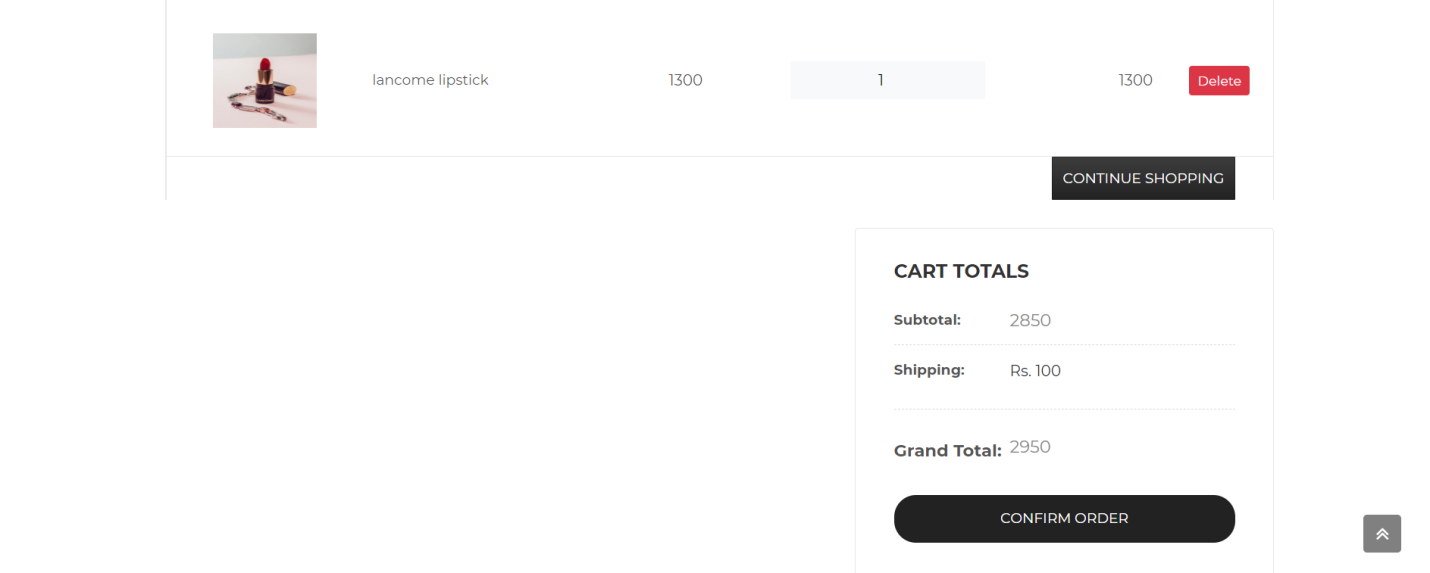 lancome lipstick 1300 1 1300 Delete
CONTINUE SHOPPING
CART TOTALS
Subtotal: 2850
Shipping: Rs. 100
Grand Total: 2950
CONFIRM ORDER